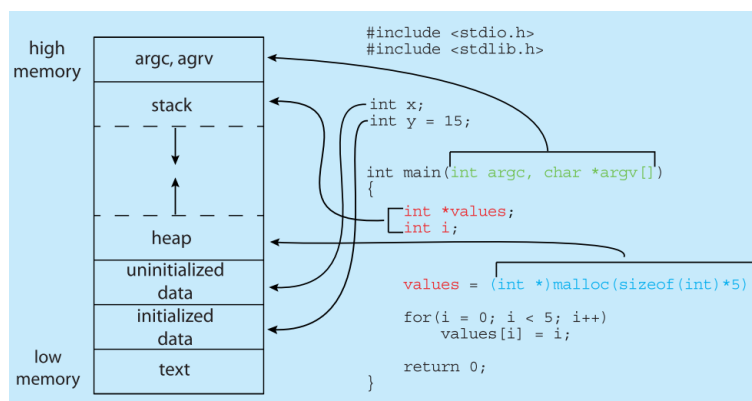 high
memory
argc, agrv
stack
heap
uninitialized
data
initialized
data
low
memory
text
#include <stdio.h>
#include <stdlib.h>
int x;
int y = 15;
int main(int argc, char *argv[])
{
int *values;
int i;
values = (int *)malloc(sizeof(int)*5)
for(i = 0; i < 5; i++)
values[i] = i;
return 0;
}